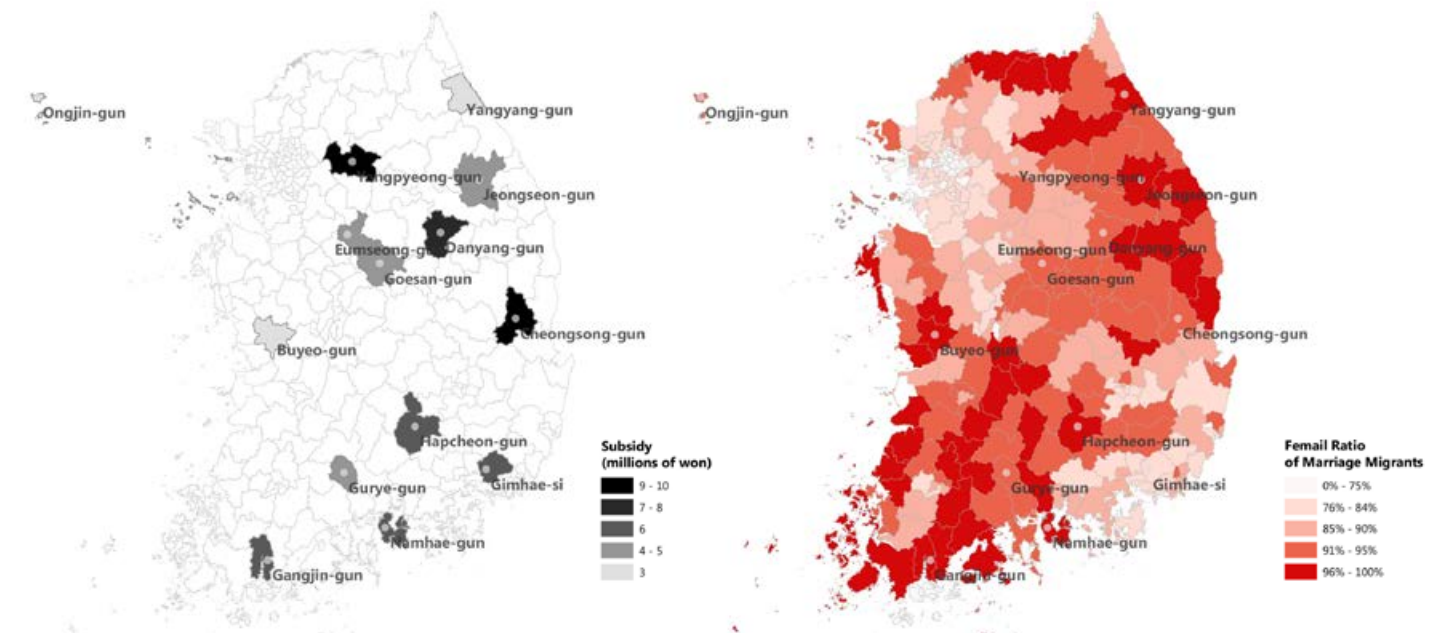 Ongjin-gun
Yangyang-gun
Yangpyeong-gun
Jeongseon-gun
Eumseong-gun
Danyang-gun
Goesan-gun
Cheongsong-gun
Buyeo-gun
Hapcheon-gun
Gurye-gun
Gimhae-si
Namhae-gun
Gangjin-gun
Subsidy
(millions of won)
9 - 10
7 - 8
6
4 - 5
3
Ongjin-gun
Yangyang-gun
Yangpyeong-gun
Jeongseon-gun
Eumseong-gun
Danyang-gun
Goesan-gun
Cheongsong-gun
Buyeo-gun
Hapcheon-gun
Gurye-gun
Gimhae-si
Namhae-gun
Gangjin-gun
Femail Ratio
of Marriage Migrants
0% - 75%
76% - 84%
85% - 90%
91% - 95%
96% - 100%